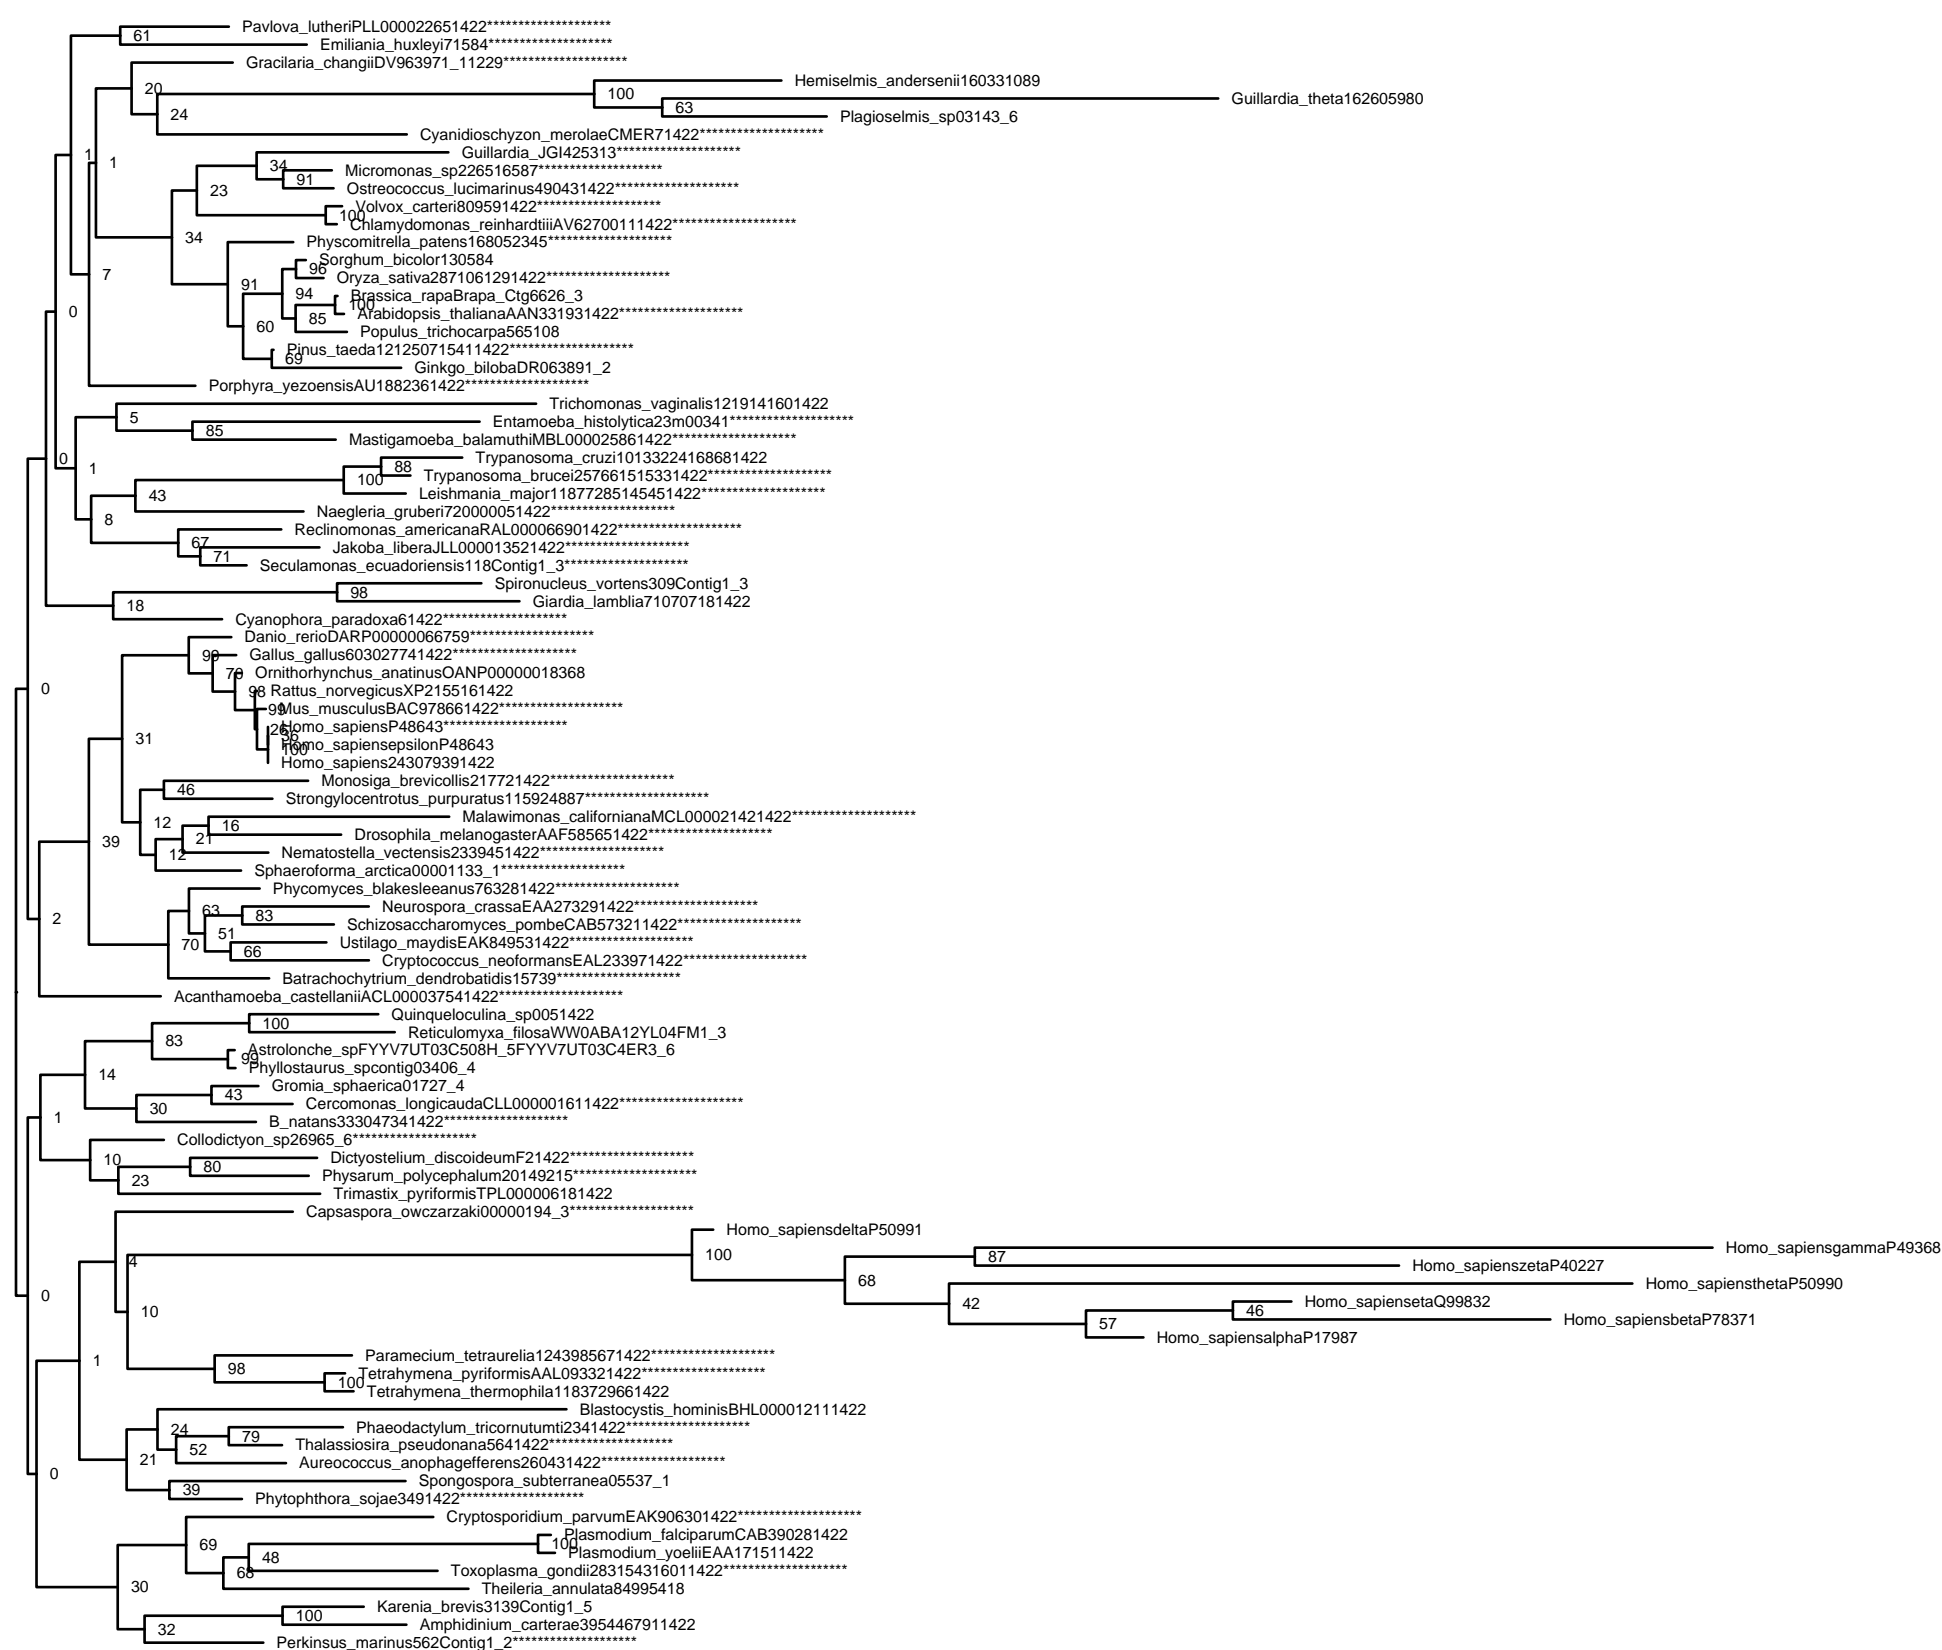 Pavlova_lutheriPLL000022651422********************
61
Emiliania_huxleyi71584********************
Gracilaria_changiiDV963971_11229********************
Hemiselmis_andersenii160331089
20
100
Guillardia_theta162605980
63
24
Plagioselmis_sp03143_6
Cyanidioschyzon_merolaeCMER71422********************
Guillardia_JGI425313********************
1
1
34
Micromonas_sp226516587********************
91
23
Ostreococcus_lucimarinus490431422********************
Volvox_carteri809591422********************
100
Chlamydomonas_reinhardtiiiAV62700111422********************
34
Physcomitrella_patens168052345********************
Sorghum_bicolor130584
96
7
Oryza_sativa2871061291422********************
91
94
Brassica_rapaBrapa_Ctg6626_3
100
0
Arabidopsis_thalianaAAN331931422********************
85
60
Populus_trichocarpa565108
Pinus_taeda121250715411422********************
69
Ginkgo_bilobaDR063891_2
Porphyra_yezoensisAU1882361422********************
Trichomonas_vaginalis1219141601422
5
Entamoeba_histolytica23m00341********************
85
Mastigamoeba_balamuthiMBL000025861422********************
0
Trypanosoma_cruzi10133224168681422
1
88
Trypanosoma_brucei257661515331422********************
100
Leishmania_major11877285145451422********************
43
Naegleria_gruberi720000051422********************
8
Reclinomonas_americanaRAL000066901422********************
67
Jakoba_liberaJLL000013521422********************
71
Seculamonas_ecuadoriensis118Contig1_3********************
Spironucleus_vortens309Contig1_3
98
Giardia_lamblia710707181422
18
Cyanophora_paradoxa61422********************
Danio_rerioDARP00000066759********************
99
Gallus_gallus603027741422********************
70
Ornithorhynchus_anatinusOANP00000018368
0
98
Rattus_norvegicusXP2155161422
99
Mus_musculusBAC978661422********************
26
Homo_sapiensP48643********************
31
36
Homo_sapiensepsilonP48643
100
Homo_sapiens243079391422
Monosiga_brevicollis217721422********************
46
Strongylocentrotus_purpuratus115924887********************
Malawimonas_californianaMCL000021421422********************
12
16
Drosophila_melanogasterAAF585651422********************
39
21
12
Nematostella_vectensis2339451422********************
Sphaeroforma_arctica00001133_1********************
Phycomyces_blakesleeanus763281422********************
63
Neurospora_crassaEAA273291422********************
2
83
Schizosaccharomyces_pombeCAB573211422********************
51
70
Ustilago_maydisEAK849531422********************
66
Cryptococcus_neoformansEAL233971422********************
Batrachochytrium_dendrobatidis15739********************
Acanthamoeba_castellaniiACL000037541422********************
Quinqueloculina_sp0051422
100
Reticulomyxa_filosaWW0ABA12YL04FM1_3
83
Astrolonche_spFYYV7UT03C508H_5FYYV7UT03C4ER3_6
99
Phyllostaurus_spcontig03406_4
14
Gromia_sphaerica01727_4
43
Cercomonas_longicaudaCLL000001611422********************
30
1
B_natans333047341422********************
Collodictyon_sp26965_6********************
10
Dictyostelium_discoideumF21422********************
80
Physarum_polycephalum20149215********************
23
Trimastix_pyriformisTPL000006181422
Capsaspora_owczarzaki00000194_3********************
Homo_sapiensdeltaP50991
Homo_sapiensgammaP49368
100
87
4
Homo_sapienszetaP40227
68
Homo_sapiensthetaP50990
0
42
Homo_sapiensetaQ99832
10
46
Homo_sapiensbetaP78371
57
Homo_sapiensalphaP17987
1
Paramecium_tetraurelia1243985671422********************
98
Tetrahymena_pyriformisAAL093321422********************
100
Tetrahymena_thermophila1183729661422
Blastocystis_hominisBHL000012111422
24
Phaeodactylum_tricornutumti2341422********************
79
Thalassiosira_pseudonana5641422********************
52
21
Aureococcus_anophagefferens260431422********************
0
Spongospora_subterranea05537_1
39
Phytophthora_sojae3491422********************
Cryptosporidium_parvumEAK906301422********************
Plasmodium_falciparumCAB390281422
69
100
48
Plasmodium_yoeliiEAA171511422
68
Toxoplasma_gondii283154316011422********************
30
Theileria_annulata84995418
Karenia_brevis3139Contig1_5
100
Amphidinium_carterae3954467911422
32
Perkinsus_marinus562Contig1_2********************